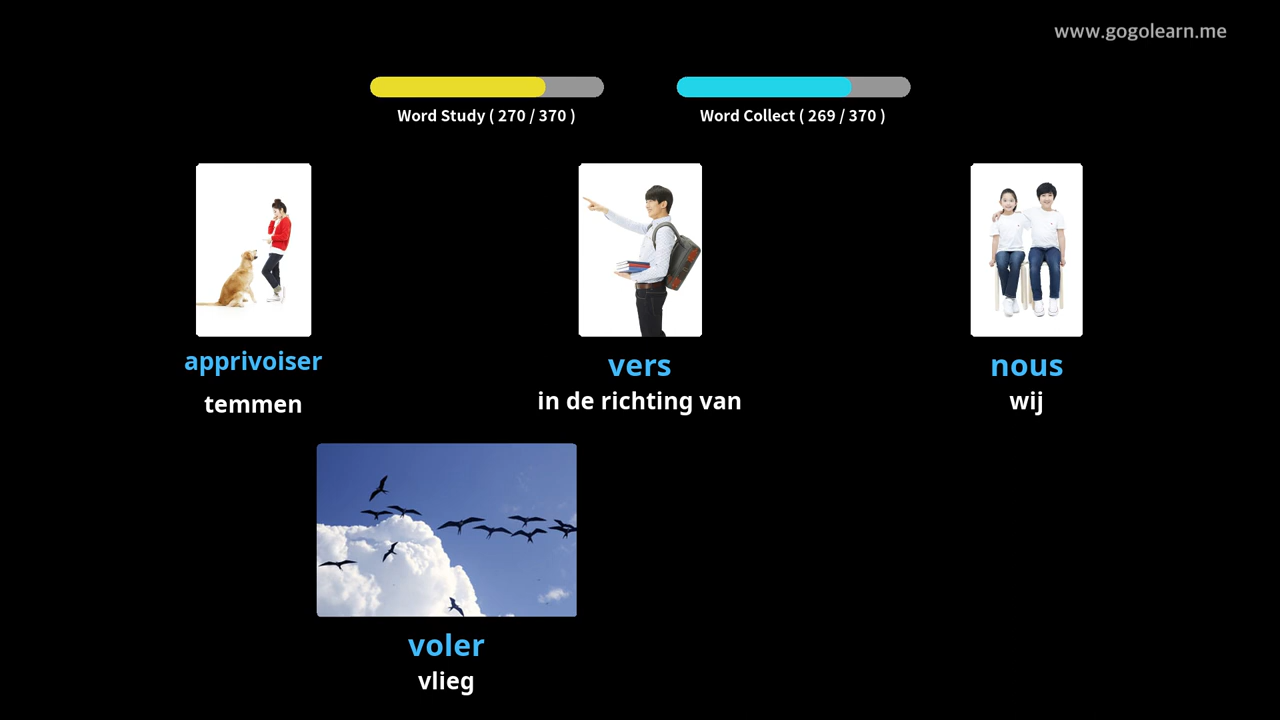 www.gogolearn.me
Word Study ( 270 / 370 )
Word Collect ( 269 / 370 )
apprivoiser
temmen
vers
in de richting van
nous
wij
voler
vlieg